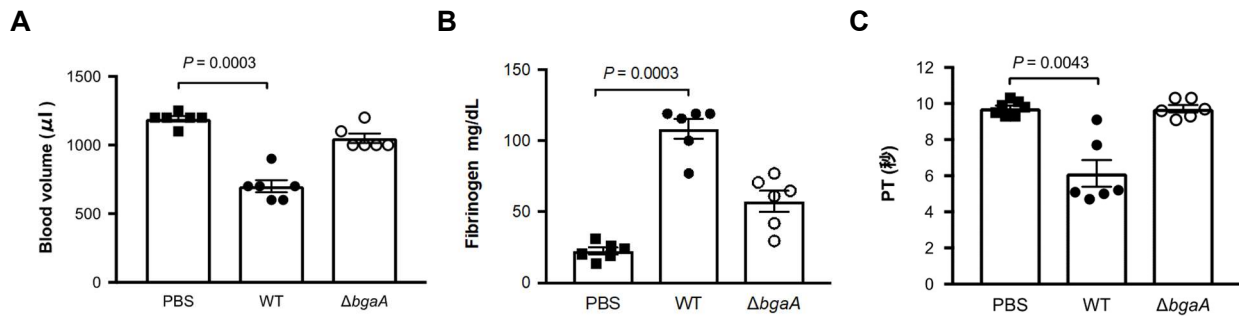 A
P = 0.0003
Blood volume (μl)
1500
1000
500
0
PBS
WT
ΔbgaA
B
P = 0.0003
Fibrinogen mg/dL
150
100
50
0
PBS
WT
ΔbgaA
C
P = 0.0043
PT (秒)
12
10
8
6
4
2
0
PBS
WT
ΔbgaA